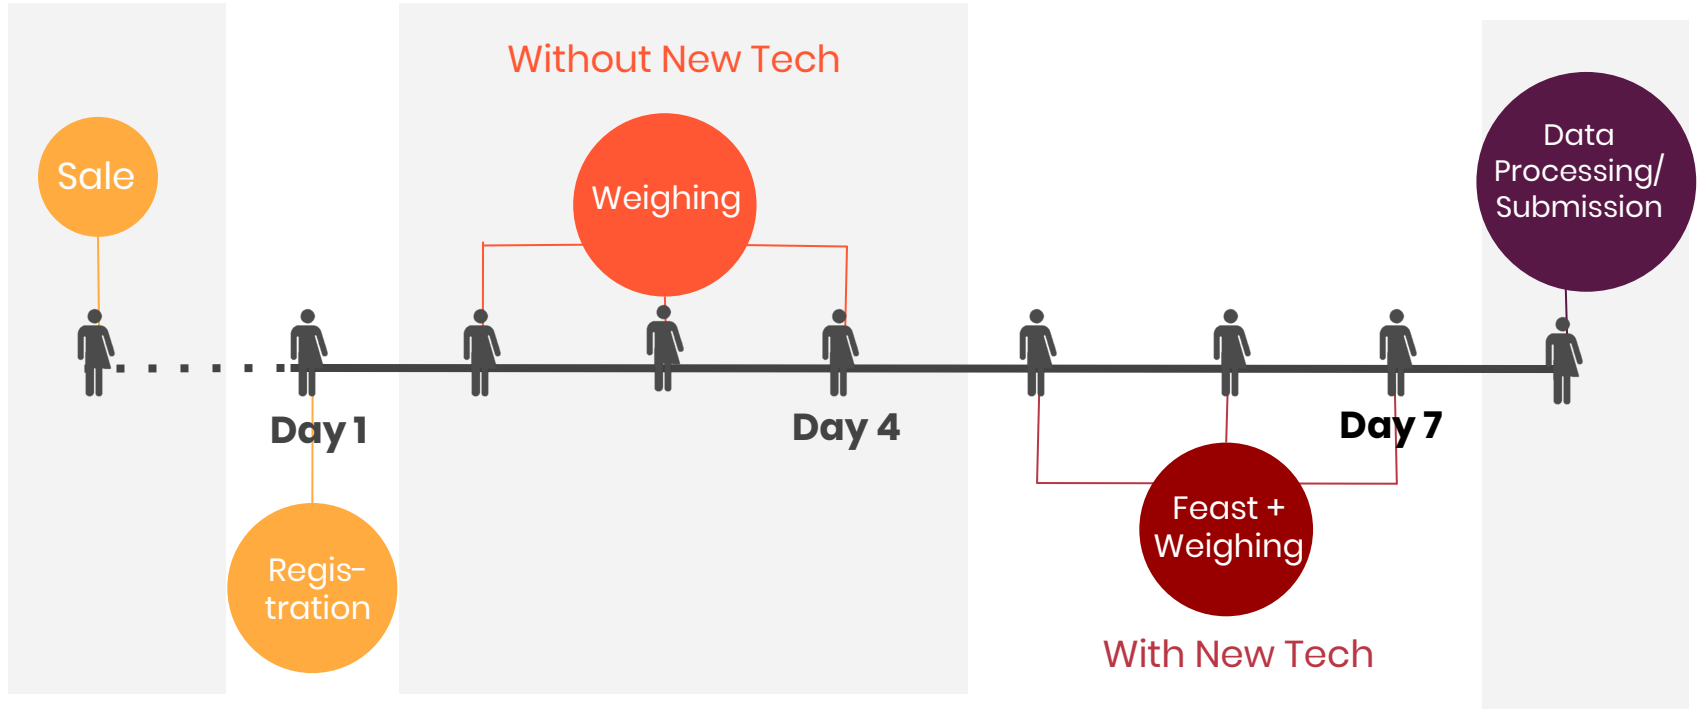 Without New Tech
Sale
Weighing
Data
Processing/
Submission
Day 1
Day 4
Day 7
Regis-
tration
Feast +
Weighing
With New Tech